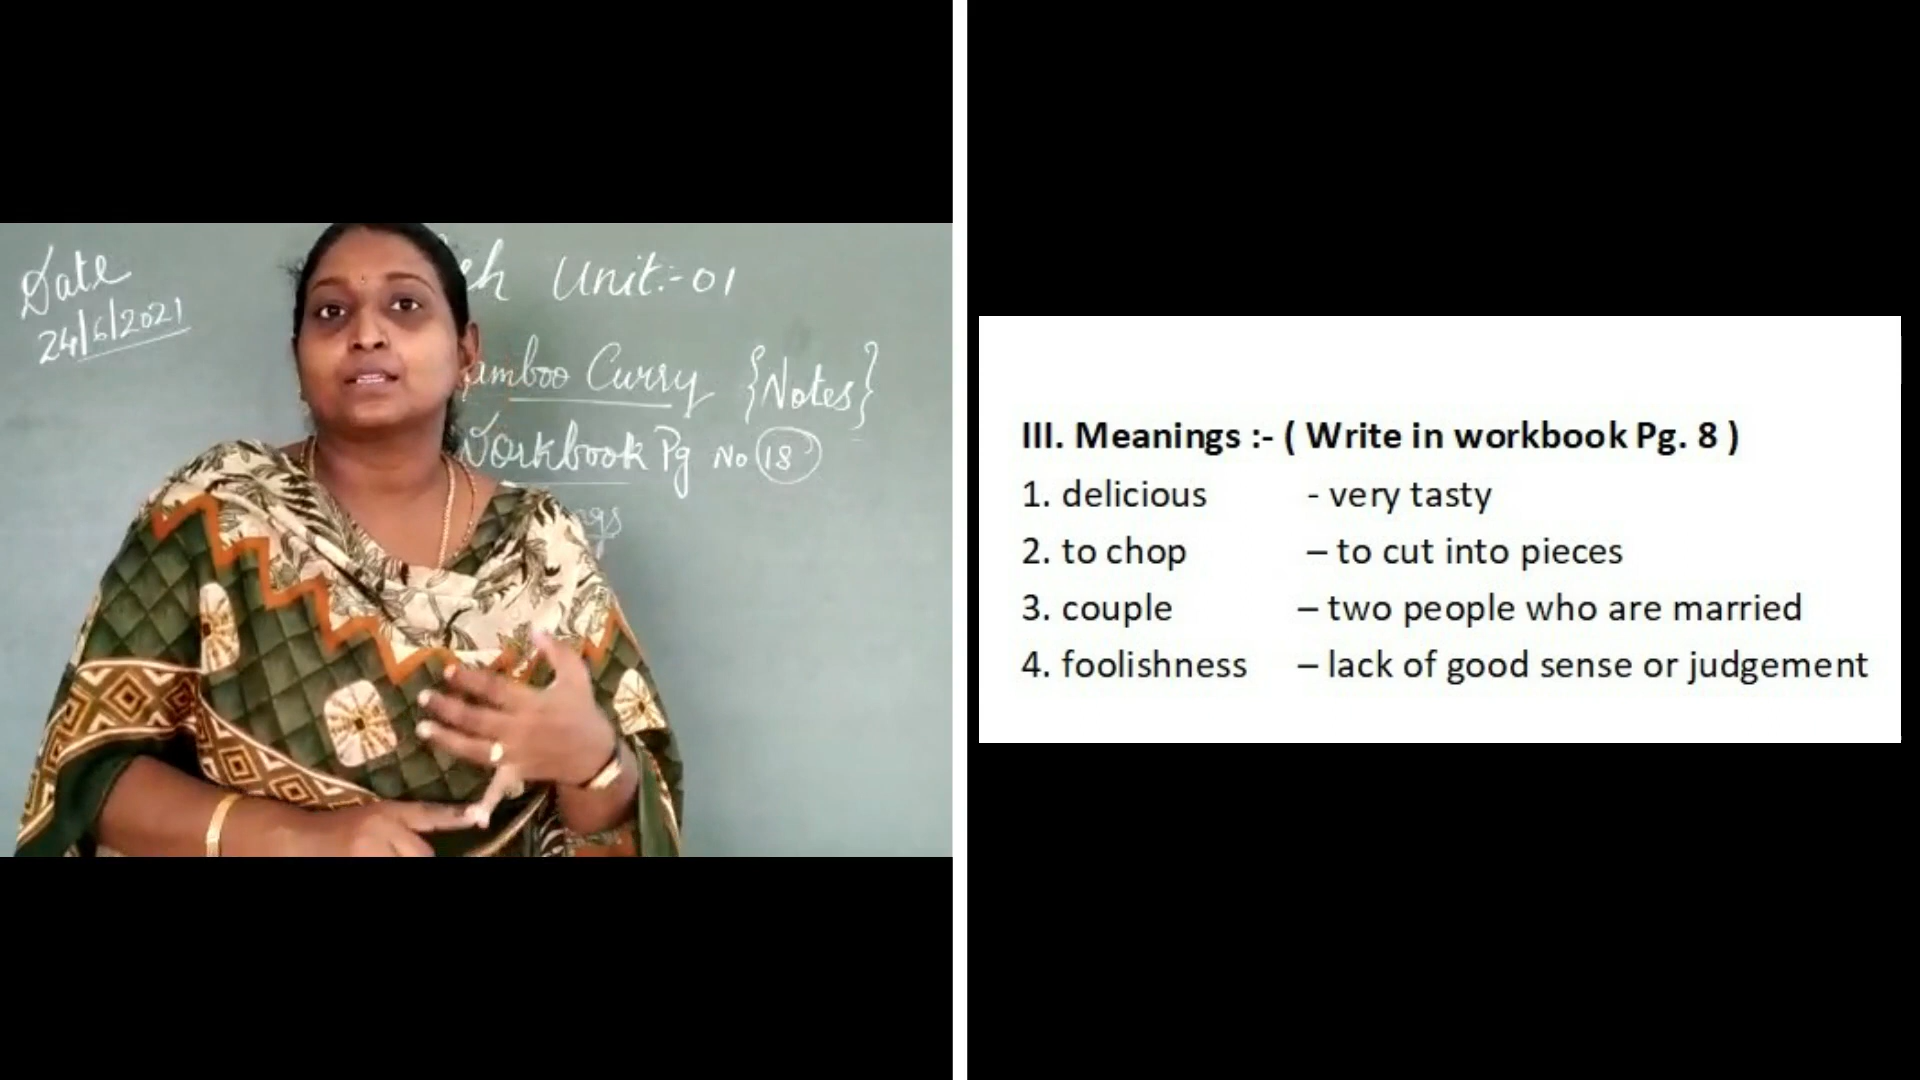 Date
24/6/2021
Unit:-01
Curry {Notes}
Workbook Pg No 18
III. Meanings :- ( Write in workbook Pg. 8 )
1. delicious - very tasty
2. to chop – to cut into pieces
3. couple – two people who are married
4. foolishness – lack of good sense or judgement